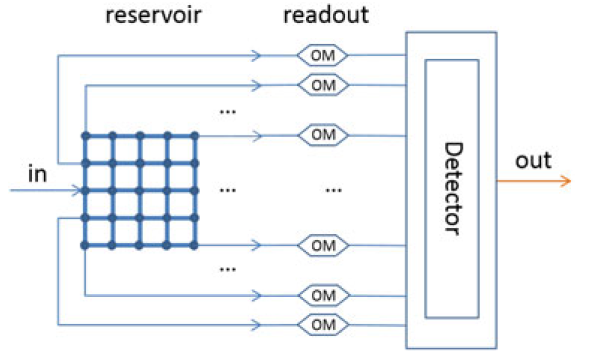 reservoir readout
OM
OM
...
OM
in
...
...
Detector
out
OM
...
OM
OM